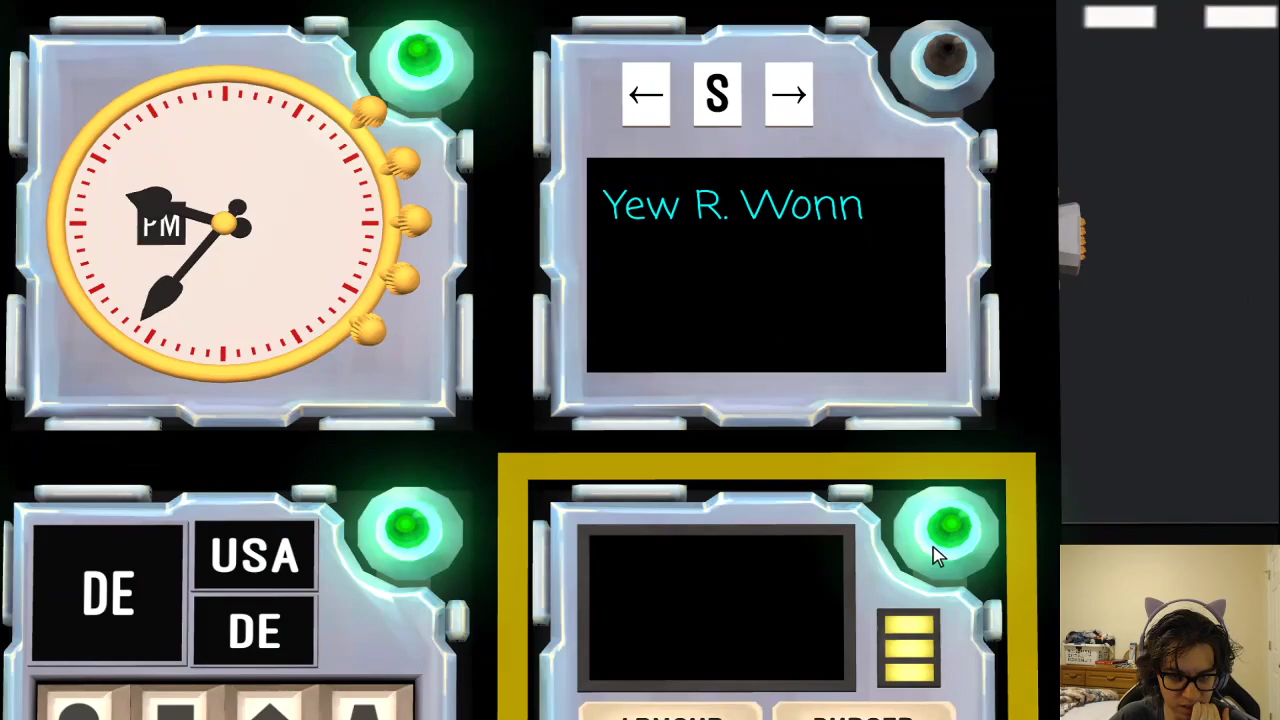 PM
← S →
Yew R. Wonn
DE
USA
DE